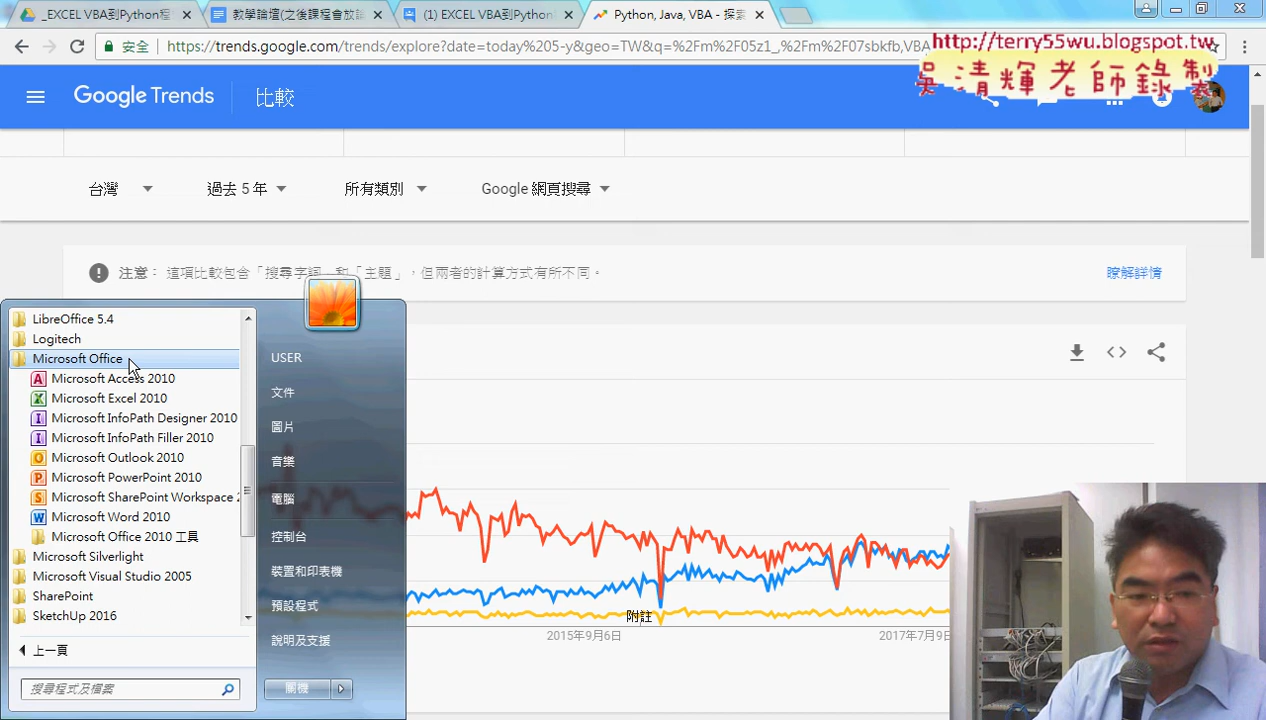 _EXCEL VBA到Python程
教學論壇(之後課程會放論
(1) EXCEL VBA到Python
Python, Java, VBA - 探索
安全
https://trends.google.com/trends/explore?date=today%205-y&geo=TW&q=%2Fm%2F05z1_,%2Fm%2F07sbkfb,VBA
http://terry55wu.blogspot.tw
吳清輝老師錄製
Google Trends
比較
台灣
過去 5 年
所有類別
Google 網頁搜尋
注意： 這項比較包含「搜尋字詞」和「主題」，但兩者的計算方式有所不同。
瞭解詳情
LibreOffice 5.4
Logitech
Microsoft Office
Microsoft Access 2010
Microsoft Excel 2010
Microsoft InfoPath Designer 2010
Microsoft InfoPath Filler 2010
Microsoft Outlook 2010
Microsoft PowerPoint 2010
Microsoft SharePoint Workspace 2
Microsoft Word 2010
Microsoft Office 2010 工具
Microsoft Silverlight
Microsoft Visual Studio 2005
SharePoint
SketchUp 2016
上一頁
搜尋程式及檔案
USER
文件
圖片
音樂
電腦
控制台
裝置和印表機
預設程式
說明及支援
關機
附註
2015年9月6日
2017年7月9日